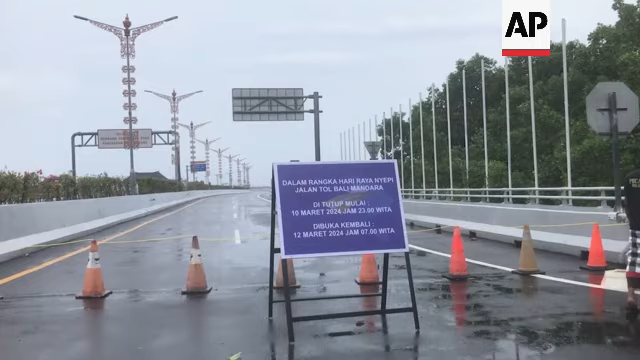 AP
DALAM RANGKA HARI RAYA NYEPI
JALAN TOL BALI MANDARA
DI TUTUP MULAI :
10 MARET 2024 JAM 23.00 WITA
DIBUKA KEMBALI :
12 MARET 2024 JAM 07.00 WITA